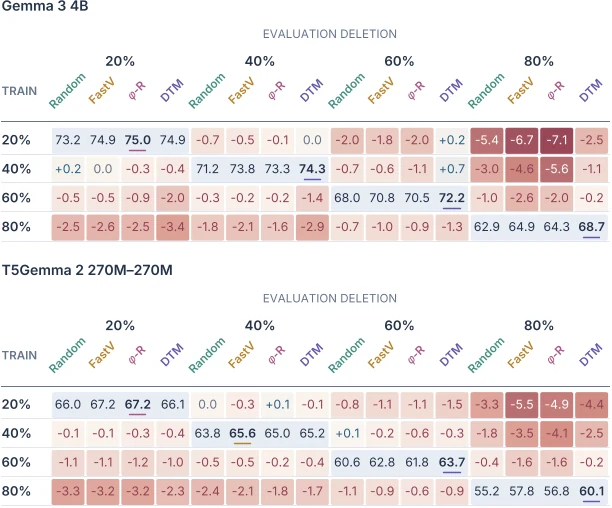 Gemma 3 4B
EVALUATION DELETION
20% 40% 60% 80%
TRAIN Random FastV φ-R DTM Random FastV φ-R DTM Random FastV φ-R DTM Random FastV φ-R DTM
20% 73.2 74.9 75.0 74.9 -0.7 -0.5 -0.1 0.0 -2.0 -1.8 -2.0 +0.2 -5.4 -6.7 -7.1 -2.5
40% +0.2 0.0 -0.3 -0.4 71.2 73.8 73.3 74.3 -0.7 -0.6 -1.1 +0.7 -3.0 -4.6 -5.6 -1.1
60% -0.5 -0.5 -0.9 -2.0 -0.3 -0.2 -0.2 -1.4 68.0 70.8 70.5 72.2 -1.0 -2.6 -2.0 -0.2
80% -2.5 -2.6 -2.5 -3.4 -1.8 -2.1 -1.6 -2.9 -0.7 -1.0 -0.9 -1.3 62.9 64.9 64.3 68.7
T5Gemma 2 270M–270M
EVALUATION DELETION
20% 40% 60% 80%
TRAIN Random FastV φ-R DTM Random FastV φ-R DTM Random FastV φ-R DTM Random FastV φ-R DTM
20% 66.0 67.2 67.2 66.1 0.0 -0.3 +0.1 -0.1 -0.8 -1.1 -1.1 -1.5 -3.3 -5.5 -4.9 -4.4
40% -0.1 -0.1 -0.3 -0.4 63.8 65.6 65.0 65.2 +0.1 -0.2 -0.6 -0.3 -1.8 -3.5 -4.1 -2.5
60% -1.1 -1.1 -1.2 -1.0 -0.5 -0.5 -0.2 -0.4 60.6 62.8 61.8 63.7 -0.4 -1.6 -1.6 -0.2
80% -3.3 -3.2 -3.2 -2.3 -2.4 -2.1 -1.8 -1.7 -1.1 -0.9 -0.6 -0.9 55.2 57.8 56.8 60.1